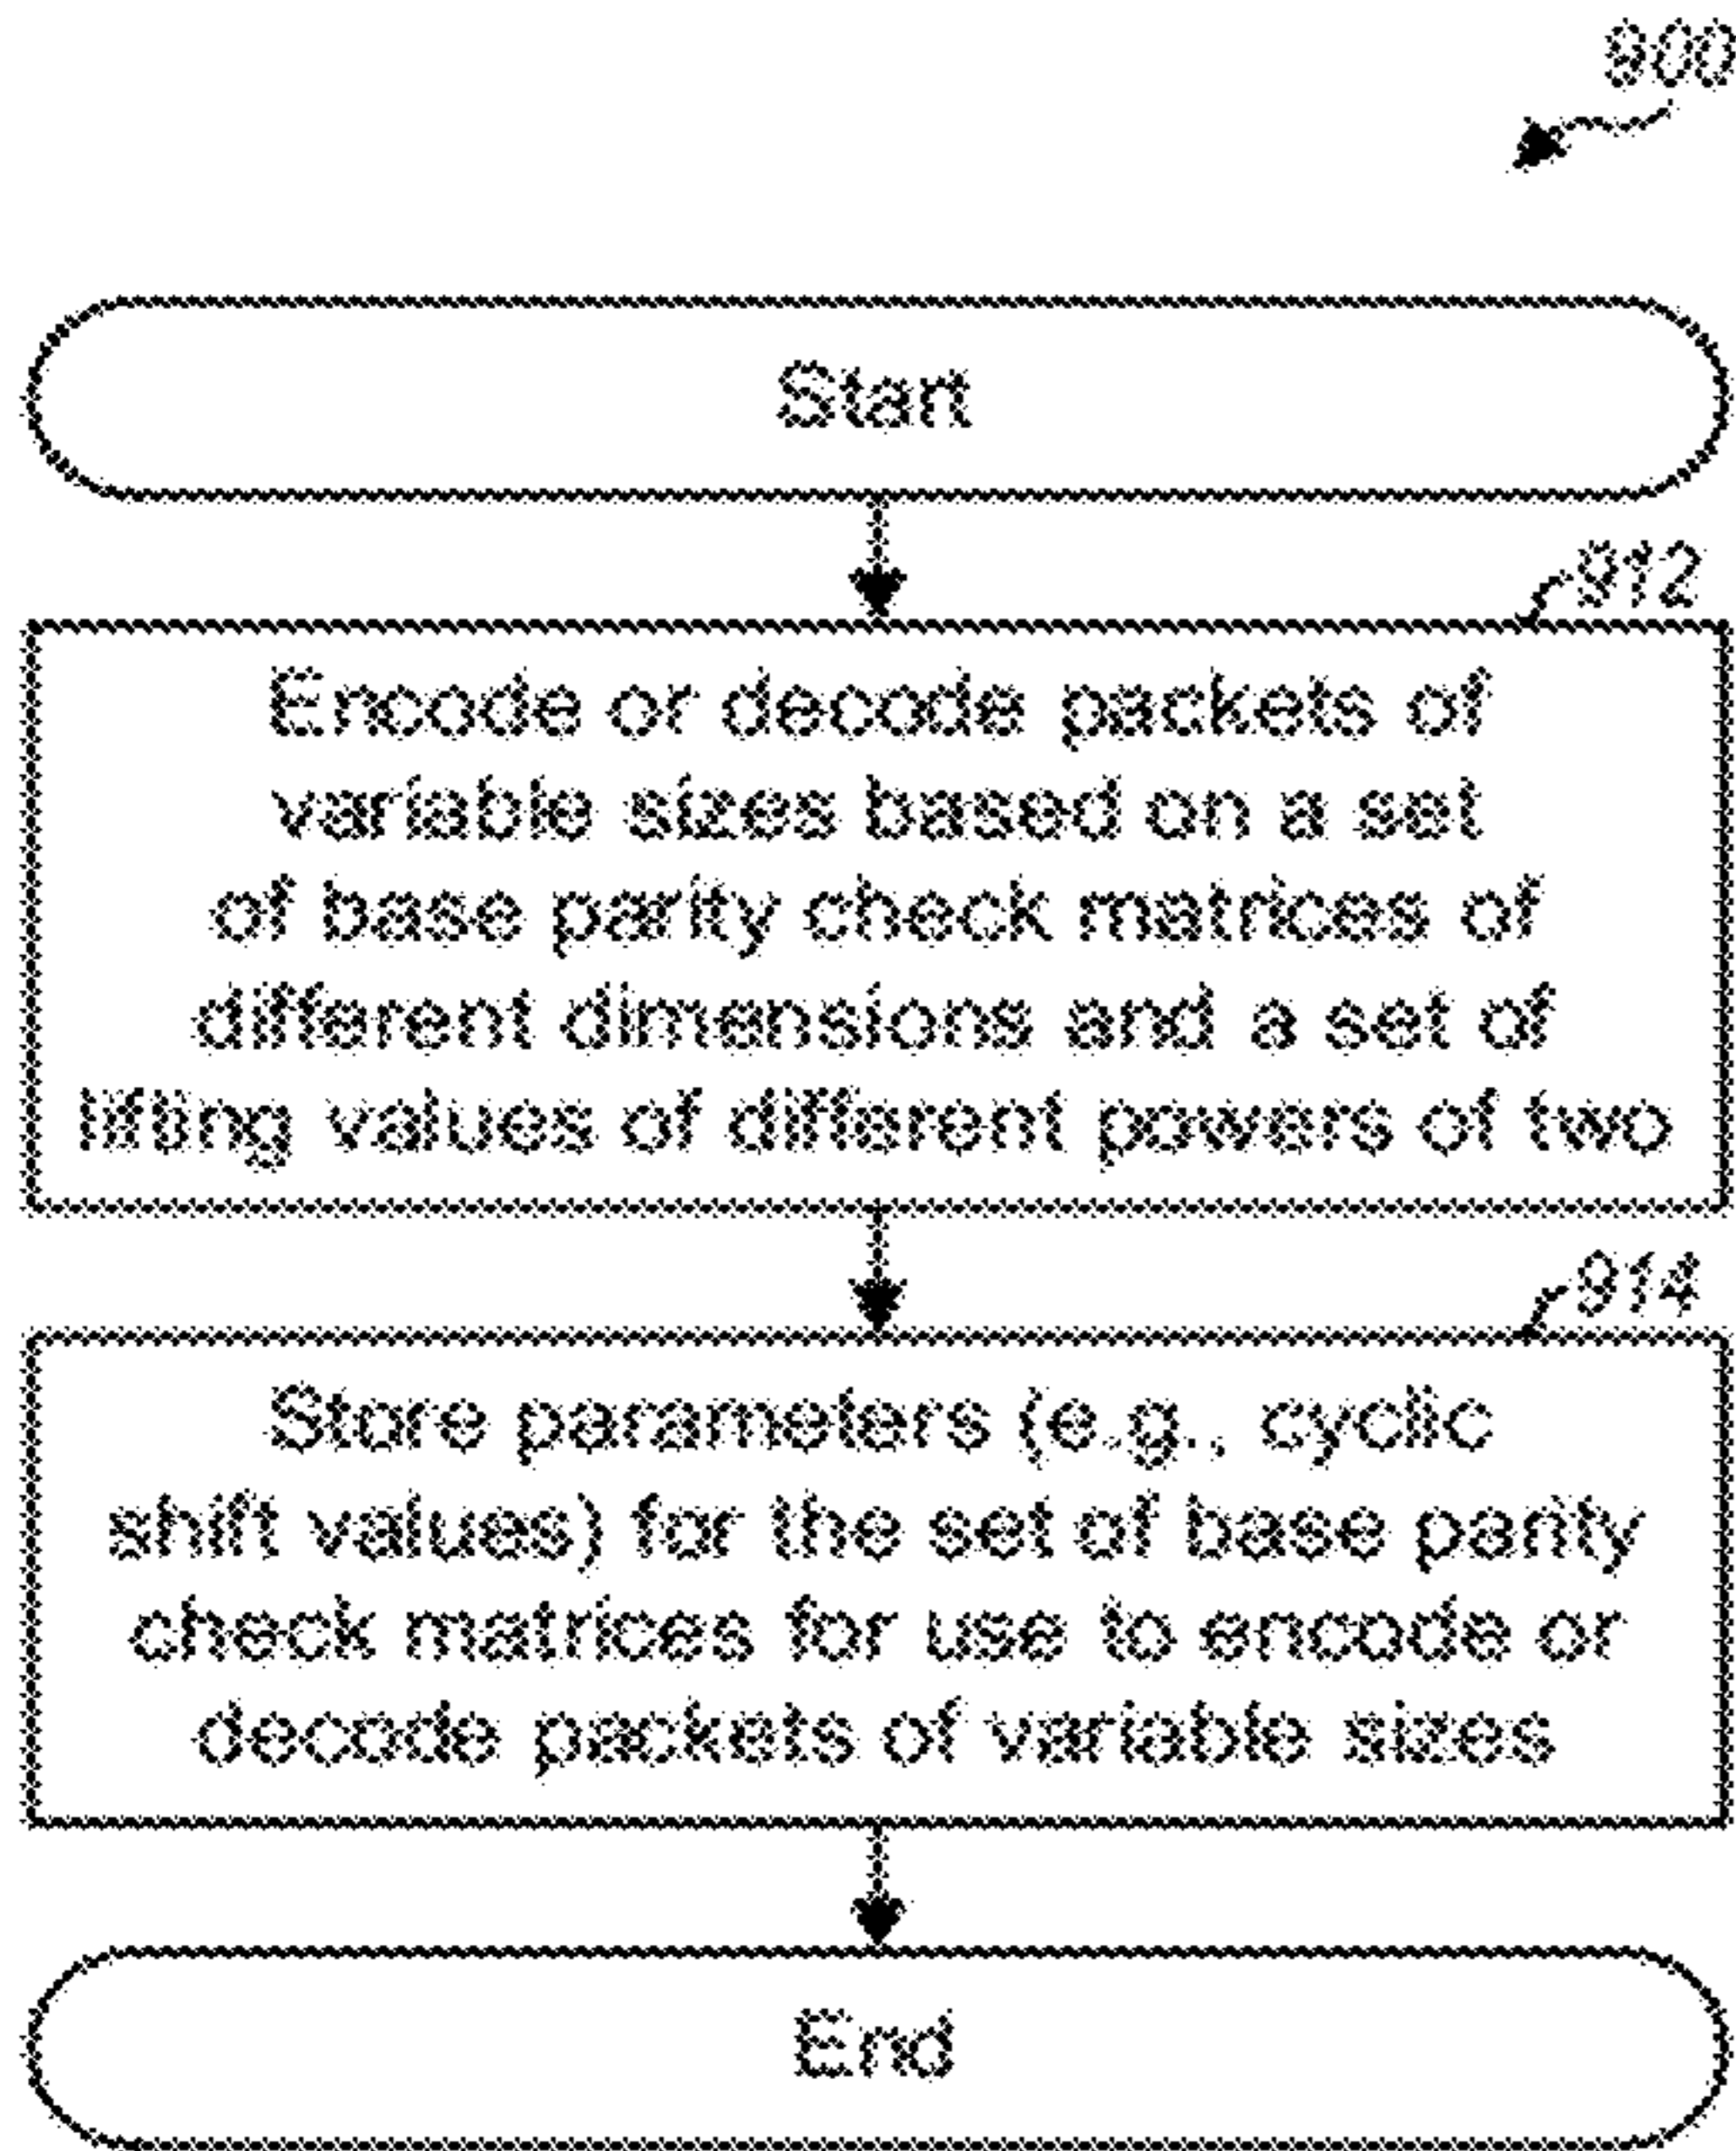 900
Start
912
Encode or decode packets of
variable sizes based on a set
of base parity check matrices of
different dimensions and a set of
lifting values of different powers of two
914
Store parameters (e.g., cyclic
shift values) for the set of base parity
check matrices for use to encode or
decode packets of variable sizes
End